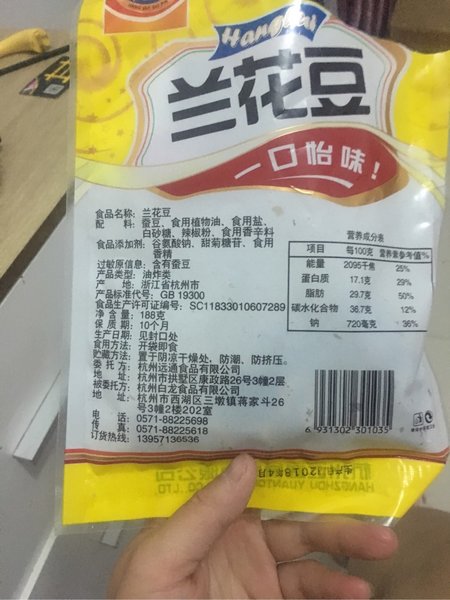 兰花豆
一口怡味！
食品名称：兰花豆
配　　料：蚕豆、食用植物油、食用盐、
白砂糖、辣椒粉、食用香辛料
食品添加剂：谷氨酸钠、甜菊糖苷、食用
香精
过敏原信息：含有蚕豆
产品类型：油炸类
产　　地：浙江省杭州市
产品标准代号：GB 19300
食品生产许可证编号：SC11833010607289
净 含 量：188克
保 质 期：10个月
生产日期：见封口处
食用方法：开袋即食
贮藏方法：置于阴凉干燥处、防潮、防挤压。
委 托 方：杭州远通食品有限公司
地　　址：杭州市拱墅区康政路26号3幢2层
被委托方：杭州白龙食品有限公司
地　　址：杭州市西湖区三墩镇蒋家斗26
号3幢2楼202室
电　　话：0571-88225698
传　　真：0571-88225618
订货热线：13957136536
营养成分表
项目 每100克 营养素参考值%
能量 2095千焦 25%
蛋白质 17.1克 29%
脂肪 29.7克 50%
碳水化合物 36.7克 12%
钠 720毫克 36%
6 931302 301035